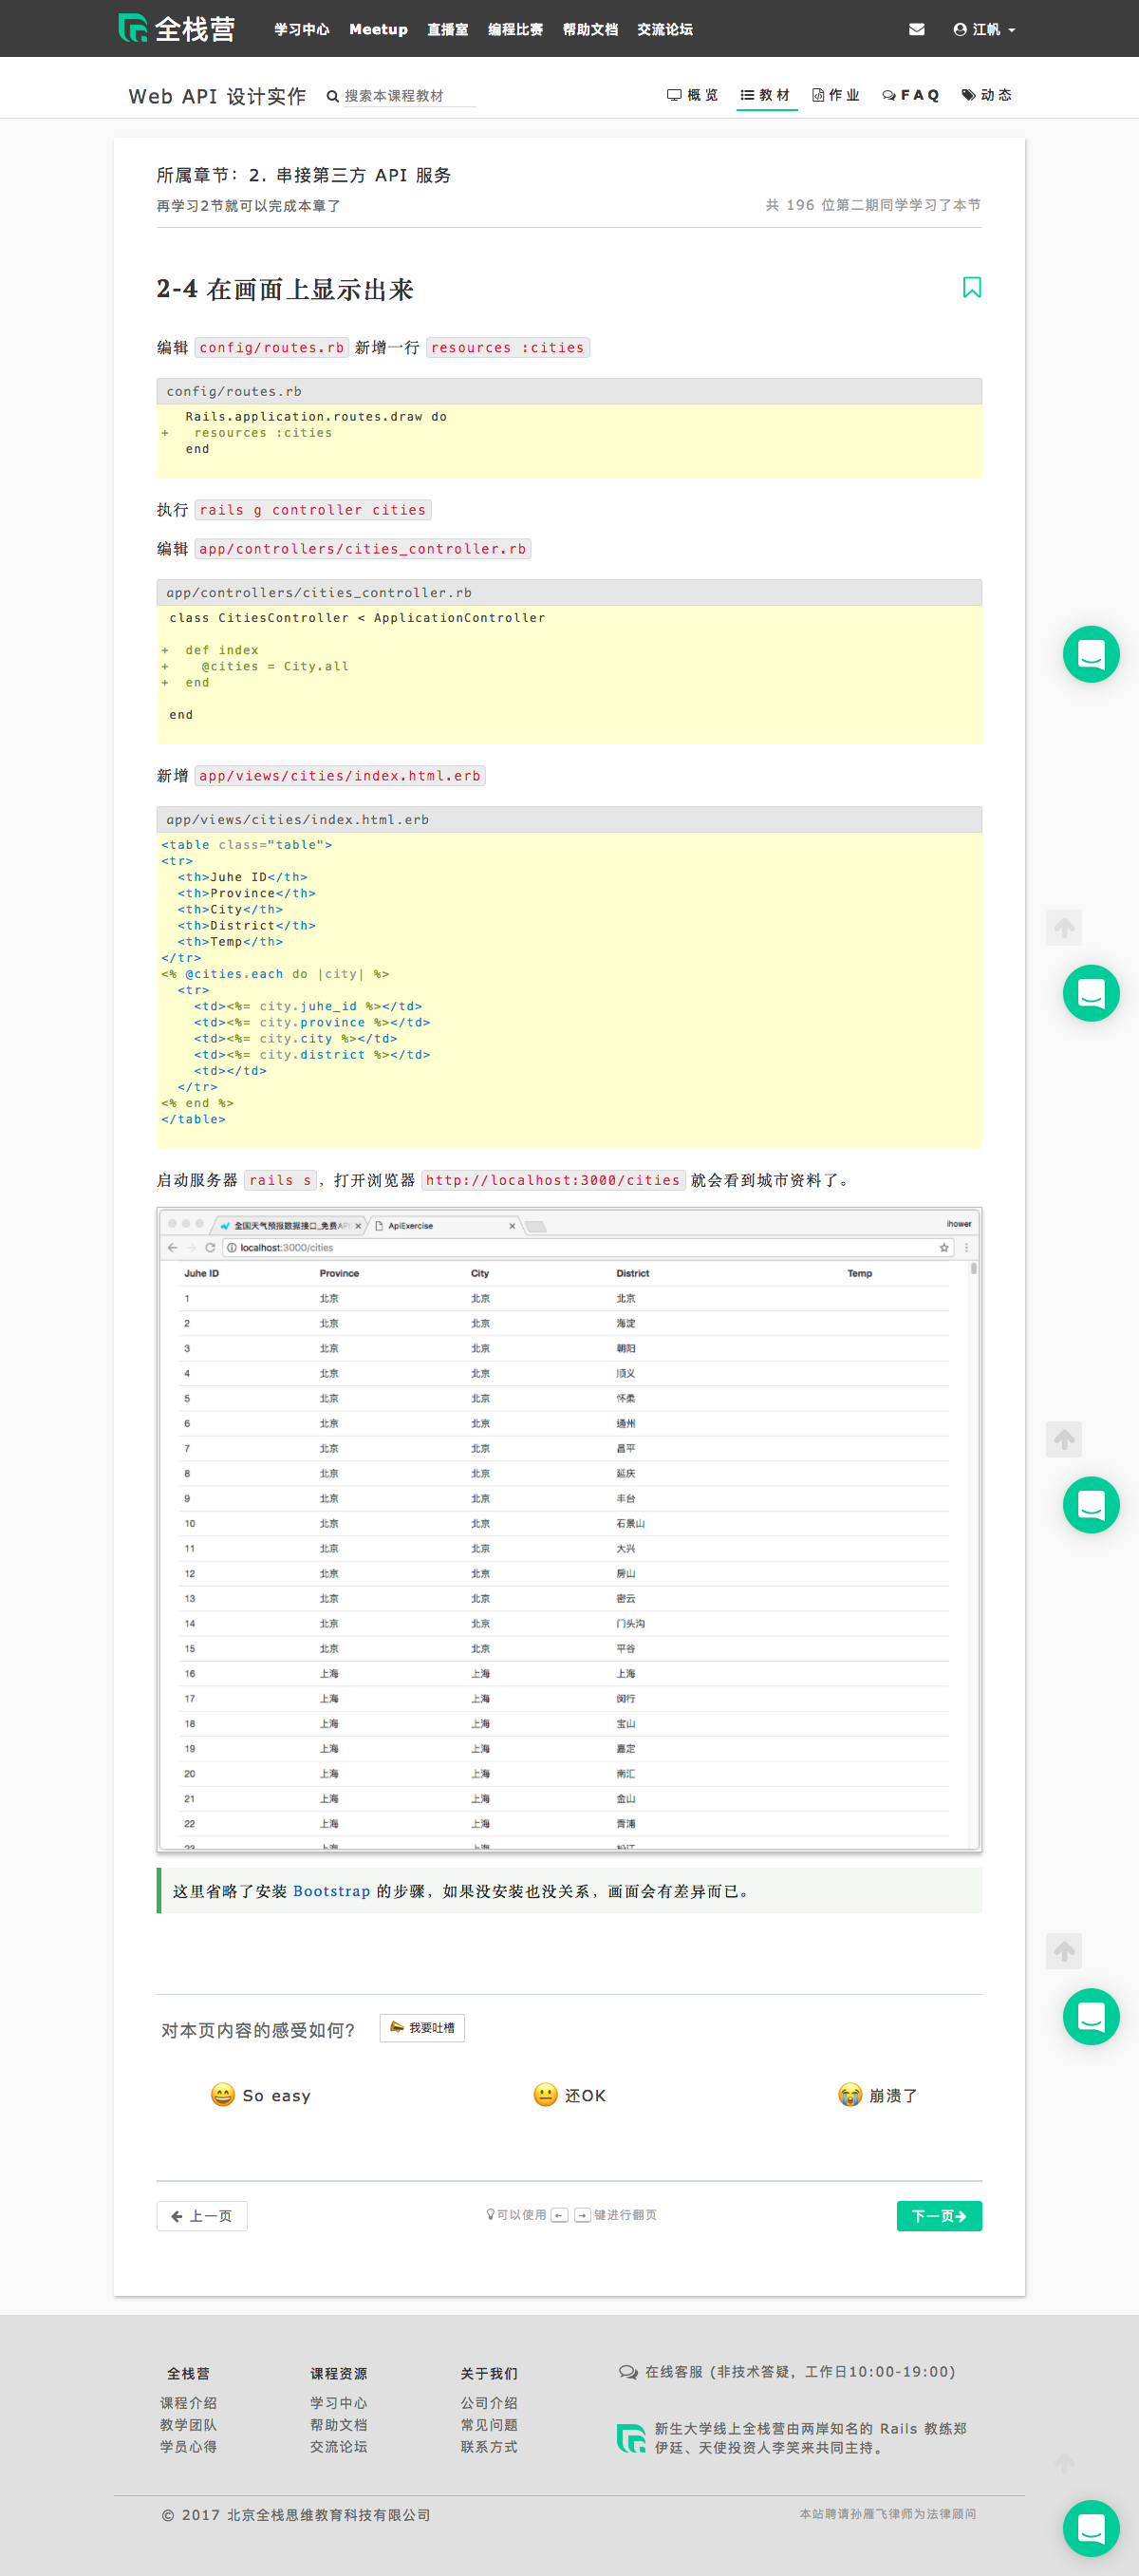 全栈营 学习中心 Meetup 直播室 编程比赛 帮助文档 交流论坛 江帆
Web API 设计实作 搜索本课程教材 概览 教材 作业 FAQ 动态
所属章节：2. 串接第三方 API 服务
再学习2节就可以完成本章了 共 196 位第二期同学学习了本节
2-4 在画面上显示出来
编辑 config/routes.rb 新增一行 resources :cities
config/routes.rb
Rails.application.routes.draw do
+   resources :cities
end
执行 rails g controller cities
编辑 app/controllers/cities_controller.rb
app/controllers/cities_controller.rb
class CitiesController < ApplicationController
+  def index
+    @cities = City.all
+  end
end
新增 app/views/cities/index.html.erb
app/views/cities/index.html.erb
<table class="table">
<tr>
  <th>Juhe ID</th>
  <th>Province</th>
  <th>City</th>
  <th>District</th>
  <th>Temp</th>
</tr>
<% @cities.each do |city| %>
  <tr>
    <td><%= city.juhe_id %></td>
    <td><%= city.province %></td>
    <td><%= city.city %></td>
    <td><%= city.district %></td>
    <td></td>
  </tr>
<% end %>
</table>
启动服务器 rails s，打开浏览器 http://localhost:3000/cities 就会看到城市资料了。
全国天气预报数据接口_免费AP ApiExercise ihower
localhost:3000/cities
Juhe ID Province City District Temp
1 北京 北京 北京
2 北京 北京 海淀
3 北京 北京 朝阳
4 北京 北京 顺义
5 北京 北京 怀柔
6 北京 北京 通州
7 北京 北京 昌平
8 北京 北京 延庆
9 北京 北京 丰台
10 北京 北京 石景山
11 北京 北京 大兴
12 北京 北京 房山
13 北京 北京 密云
14 北京 北京 门头沟
15 北京 北京 平谷
16 上海 上海 上海
17 上海 上海 闵行
18 上海 上海 宝山
19 上海 上海 嘉定
20 上海 上海 南汇
21 上海 上海 金山
22 上海 上海 青浦
23 上海 上海 松江
这里省略了安装 Bootstrap 的步骤，如果没安装也没关系，画面会有差异而已。
对本页内容的感受如何? 我要吐槽
So easy 还OK 崩溃了
上一页 可以使用 ← → 键进行翻页 下一页
全栈营 课程资源 关于我们 在线客服 (非技术答疑，工作日10:00-19:00)
课程介绍 学习中心 公司介绍
教学团队 帮助文档 常见问题 新生大学线上全栈营由两岸知名的 Rails 教练郑
学员心得 交流论坛 联系方式 伊廷、天使投资人李笑来共同主持。
© 2017 北京全栈思维教育科技有限公司 本站聘请孙雁飞律师为法律顾问